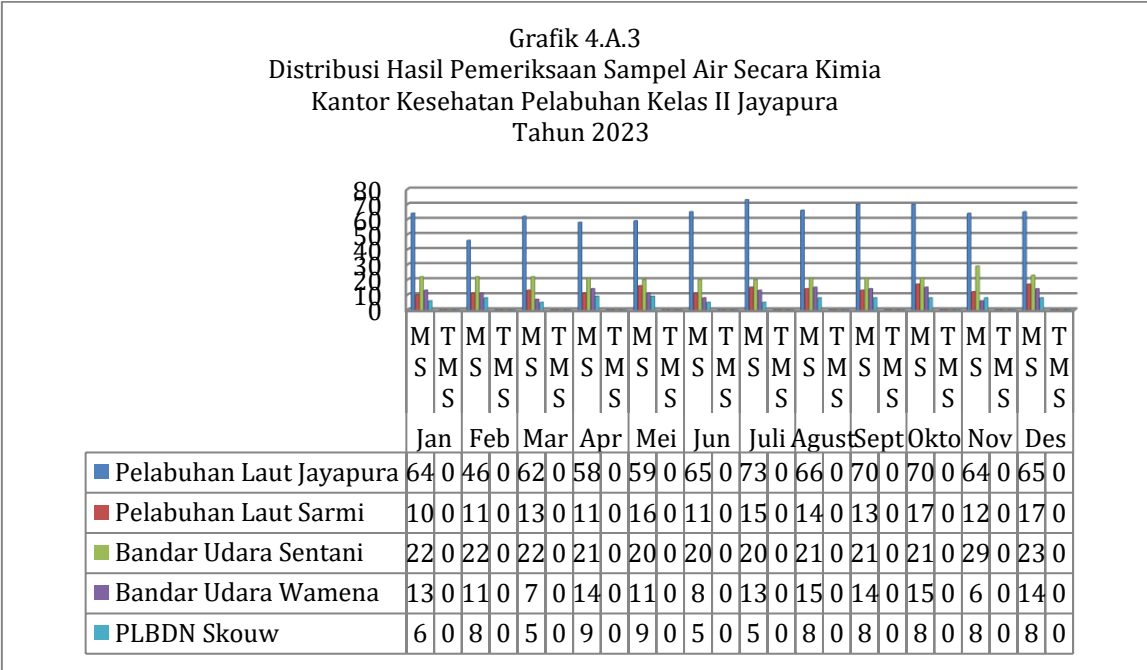 Grafik 4.A.3
Distribusi Hasil Pemeriksaan Sampel Air Secara Kimia
Kantor Kesehatan Pelabuhan Kelas II Jayapura
Tahun 2023
80
70
60
50
40
30
20
10
0
MS TMS MS TMS MS TMS MS TMS MS TMS MS TMS MS TMS MS TMS MS TMS MS TMS MS TMS MS TMS
Jan Feb Mar Apr Mei Jun Juli Agust Sept Okto Nov Des
Pelabuhan Laut Jayapura 64 0 46 0 62 0 58 0 59 0 65 0 73 0 66 0 70 0 70 0 64 0 65 0
Pelabuhan Laut Sarmi 10 0 11 0 13 0 11 0 16 0 11 0 15 0 14 0 13 0 17 0 12 0 17 0
Bandar Udara Sentani 22 0 22 0 22 0 21 0 20 0 20 0 20 0 21 0 21 0 21 0 29 0 23 0
Bandar Udara Wamena 13 0 11 0 7 0 14 0 11 0 8 0 13 0 15 0 14 0 15 0 6 0 14 0
PLBDN Skouw 6 0 8 0 5 0 9 0 9 0 5 0 5 0 8 0 8 0 8 0 8 0 8 0